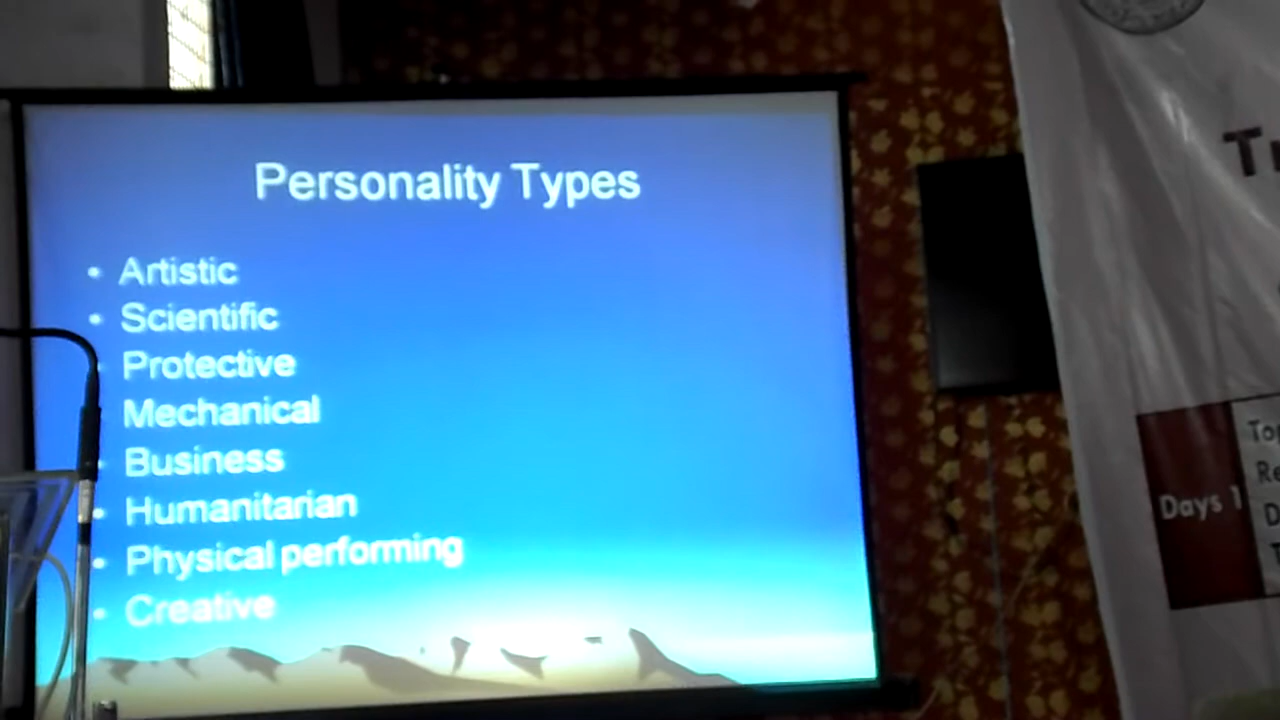 Personality Types
• Artistic
• Scientific
Protective
Mechanical
Business
• Humanitarian
• Physical performing
• Creative
Days 1